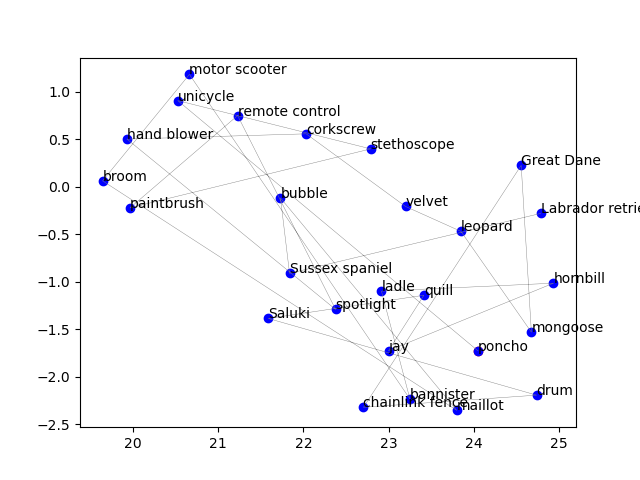 motor scooter
1.0
unicycle
remote control
0.5
hand blower
corkscrew
stethoscope
Great Dane
0.0
broom
bubble
paintbrush
velvet
Labrador retrie
−0.5
leopard
Sussex spaniel
−1.0
hornbill
ladle
quill
spotlight
Saluki
−1.5
mongoose
jay
poncho
−2.0
bannister
drum
chainlink fence
maillot
−2.5
20 21 22 23 24 25